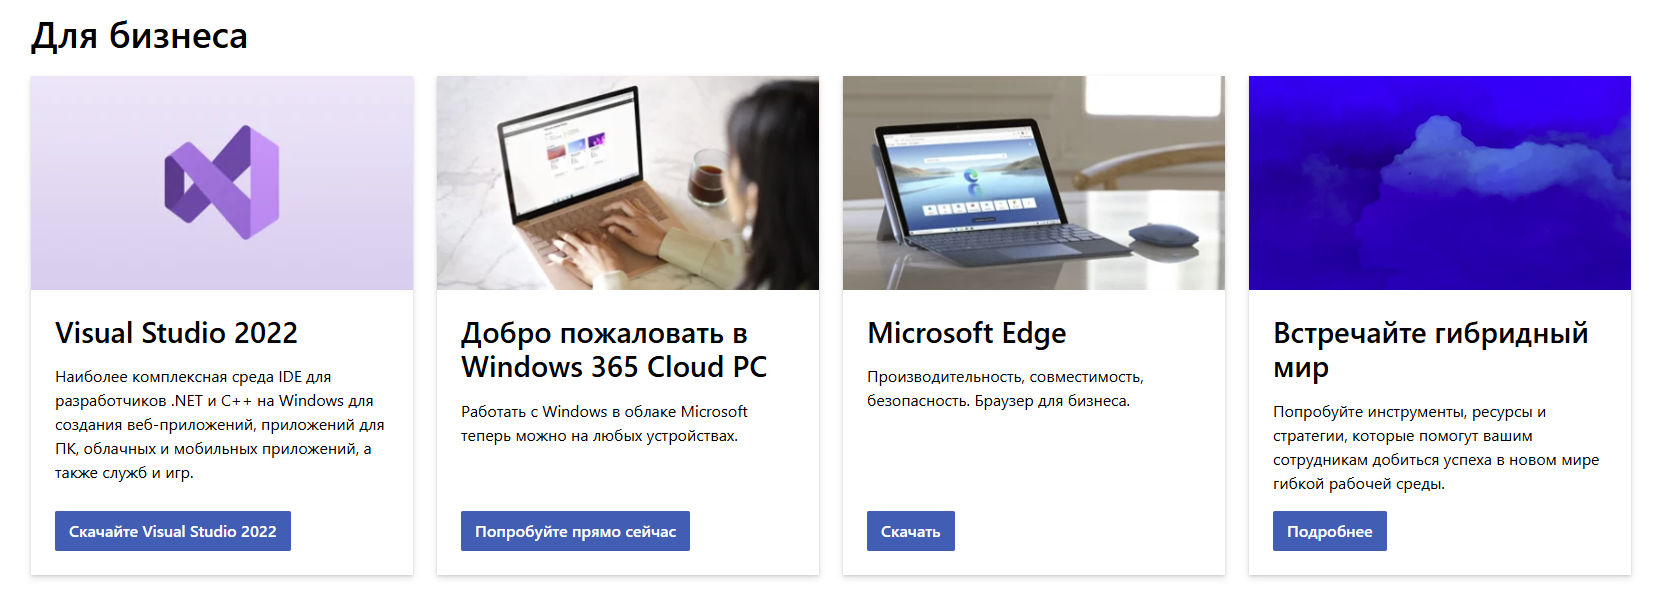 Для бизнеса
Visual Studio 2022
Наиболее комплексная среда IDE для
разработчиков .NET и C++ на Windows для
создания веб-приложений, приложений для
ПК, облачных и мобильных приложений, а
также служб и игр.
Скачайте Visual Studio 2022
Добро пожаловать в
Windows 365 Cloud PC
Работать с Windows в облаке Microsoft
теперь можно на любых устройствах.
Попробуйте прямо сейчас
Microsoft Edge
Производительность, совместимость,
безопасность. Браузер для бизнеса.
Скачать
Встречайте гибридный
мир
Попробуйте инструменты, ресурсы и
стратегии, которые помогут вашим
сотрудникам добиться успеха в новом мире
гибкой рабочей среды.
Подробнее